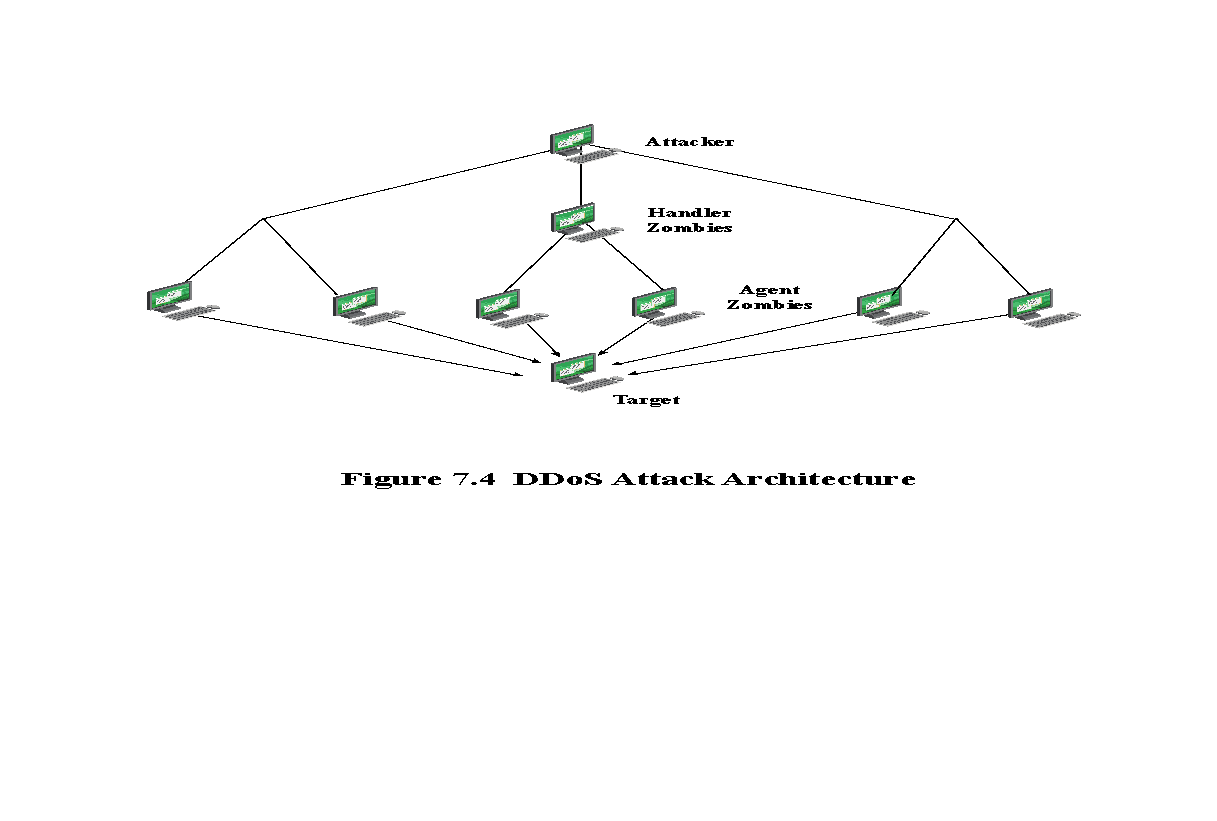 Attacker
Handler
Zombies
Agent
Zombies
Target
Figure 7.4 DDoS Attack Architecture